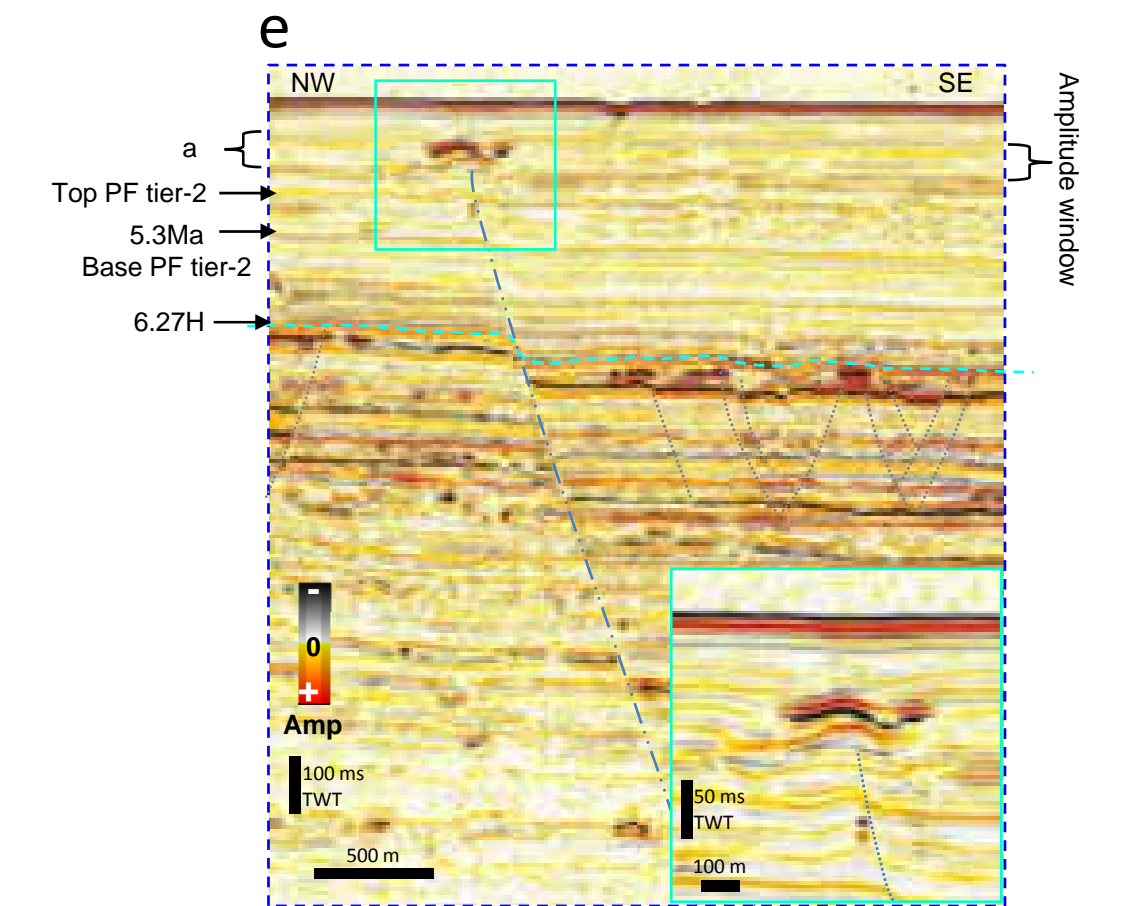 e
NW
SE
a
Amplitude window
Top PF tier-2
5.3Ma
Base PF tier-2
6.27H
-
0
+
Amp
100 ms
TWT
500 m
50 ms
TWT
100 m